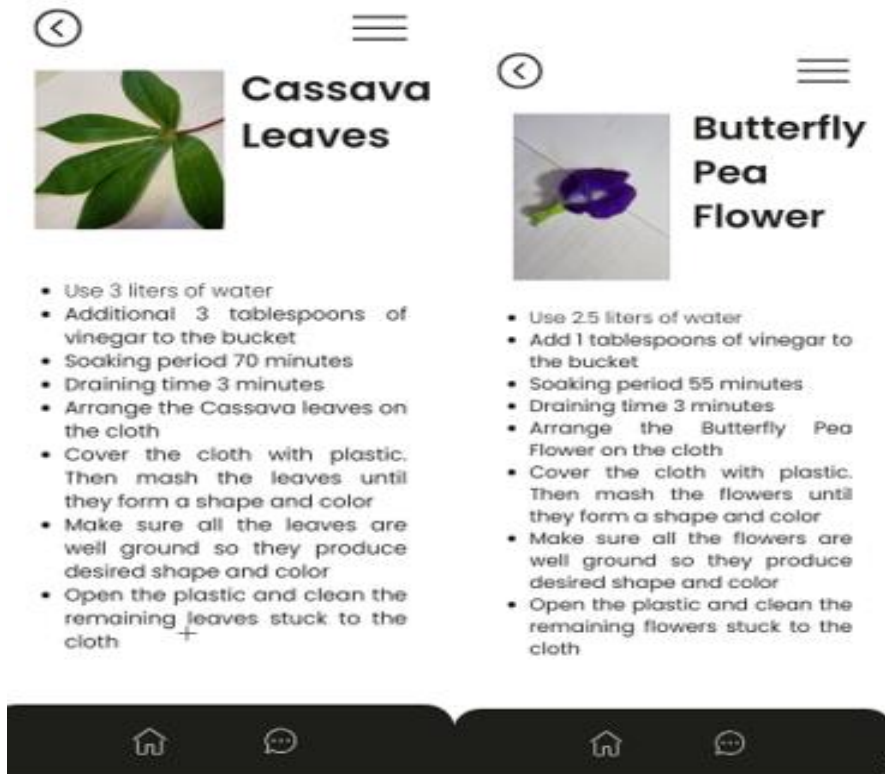 Cassava
Leaves
• Use 3 liters of water
• Additional 3 tablespoons of
vinegar to the bucket
• Soaking period 70 minutes
• Draining time 3 minutes
• Arrange the Cassava leaves on
the cloth
• Cover the cloth with plastic.
Then mash the leaves until
they form a shape and color
• Make sure all the leaves are
well ground so they produce
desired shape and color
• Open the plastic and clean the
remaining leaves stuck to the
cloth
Butterfly
Pea
Flower
• Use 2.5 liters of water
• Add 1 tablespoons of vinegar to
the bucket
• Soaking period 55 minutes
• Draining time 3 minutes
• Arrange the Butterfly Pea
Flower on the cloth
• Cover the cloth with plastic.
Then mash the flowers until
they form a shape and color
• Make sure all the flowers are
well ground so they produce
desired shape and color
• Open the plastic and clean the
remaining flowers stuck to the
cloth